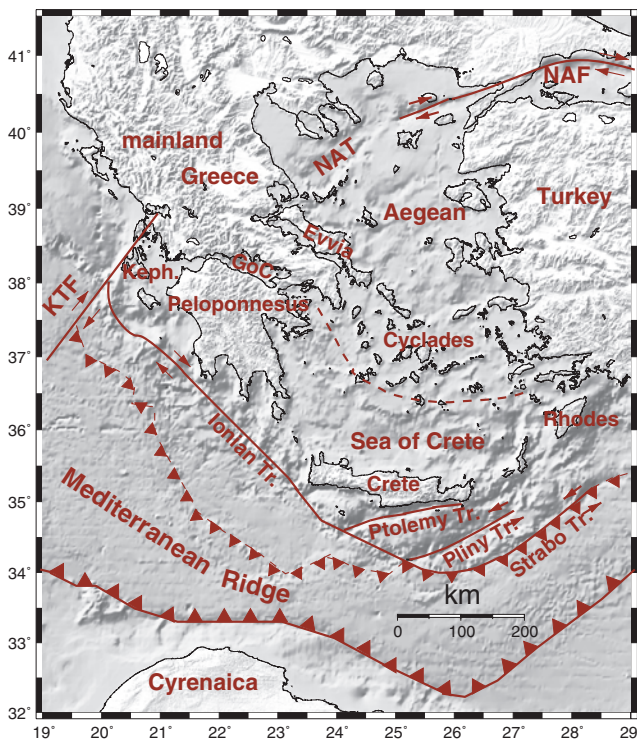 41°
40°
39°
38°
37°
36°
35°
34°
33°
32°
NAF
mainland
Greece
NAT
Turkey
Aegean
Evvia
GoC
Keph.
KTF
Peloponnesus
Cyclades
Ionian Tr.
Rhodes
Sea of Crete
Crete
Ptolemy Tr.
Pliny Tr.
Strabo Tr.
Mediterranean Ridge
km
0 100 200
Cyrenaica
19° 20° 21° 22° 23° 24° 25° 26° 27° 28° 29